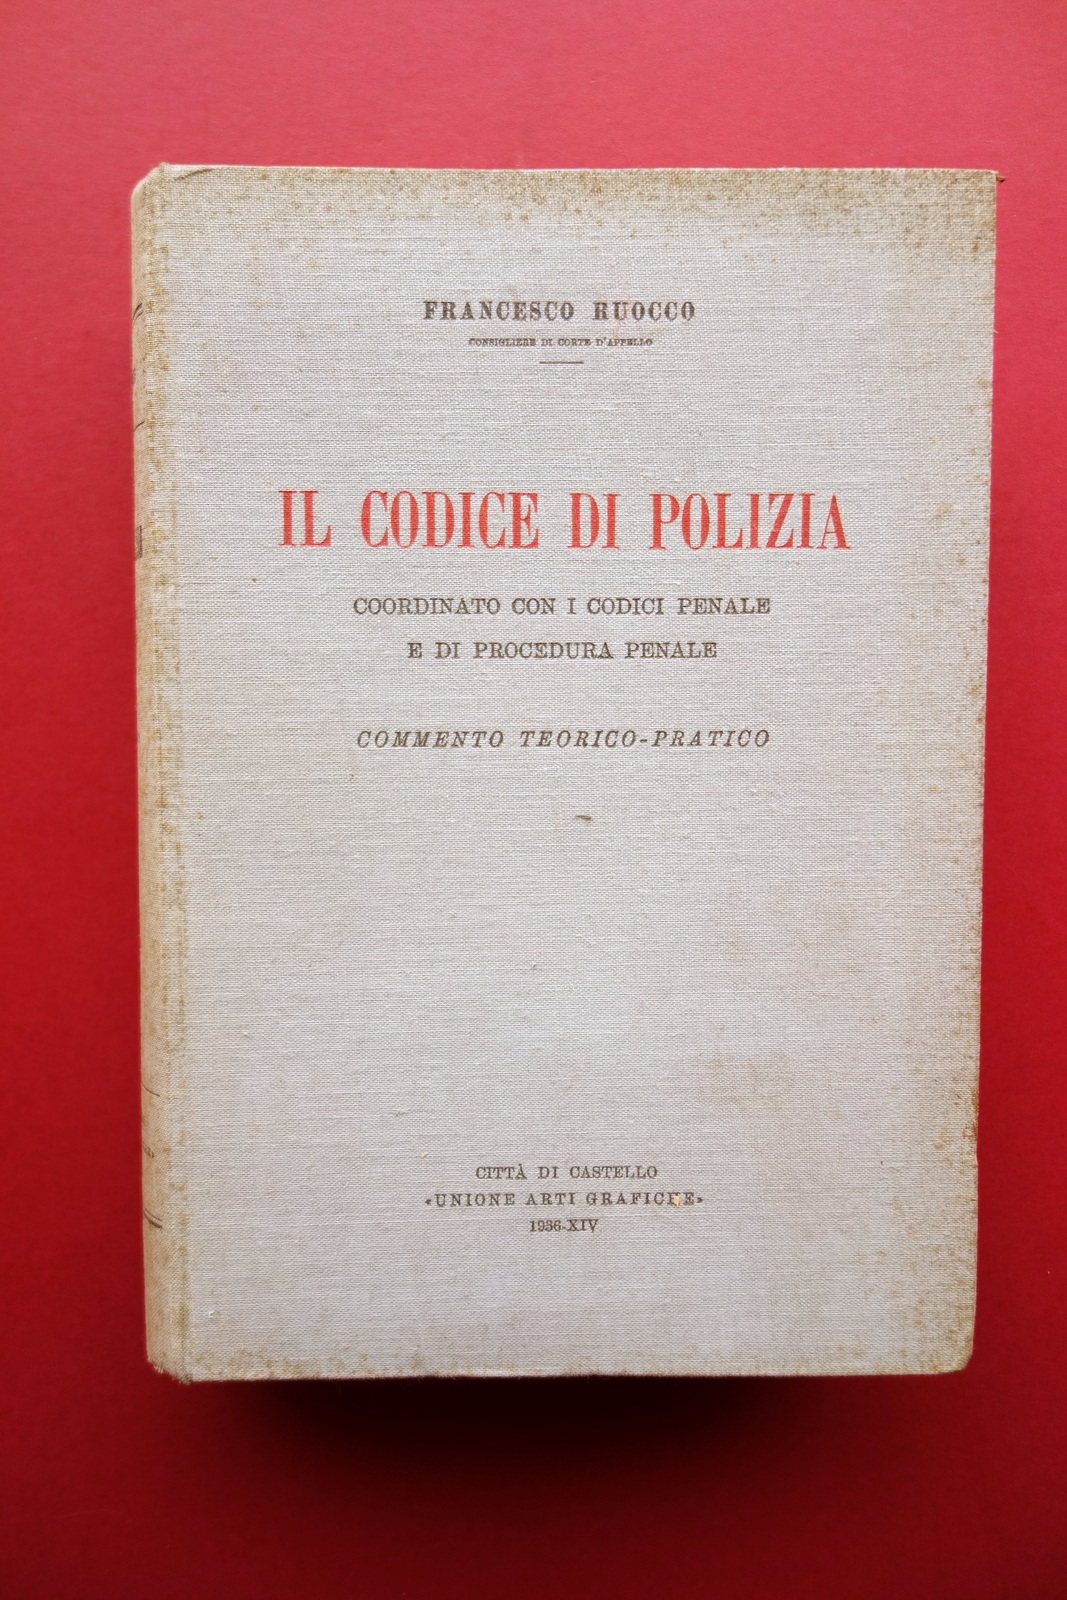 FRANCESCO RUOCCO
CONSIGLIERE DI CORTE D'APPELLO
IL CODICE DI POLIZIA
COORDINATO CON I CODICI PENALE
E DI PROCEDURA PENALE
COMMENTO TEORICO-PRATICO
CITTÀ DI CASTELLO
«UNIONE ARTI GRAFICHE»
1936-XIV